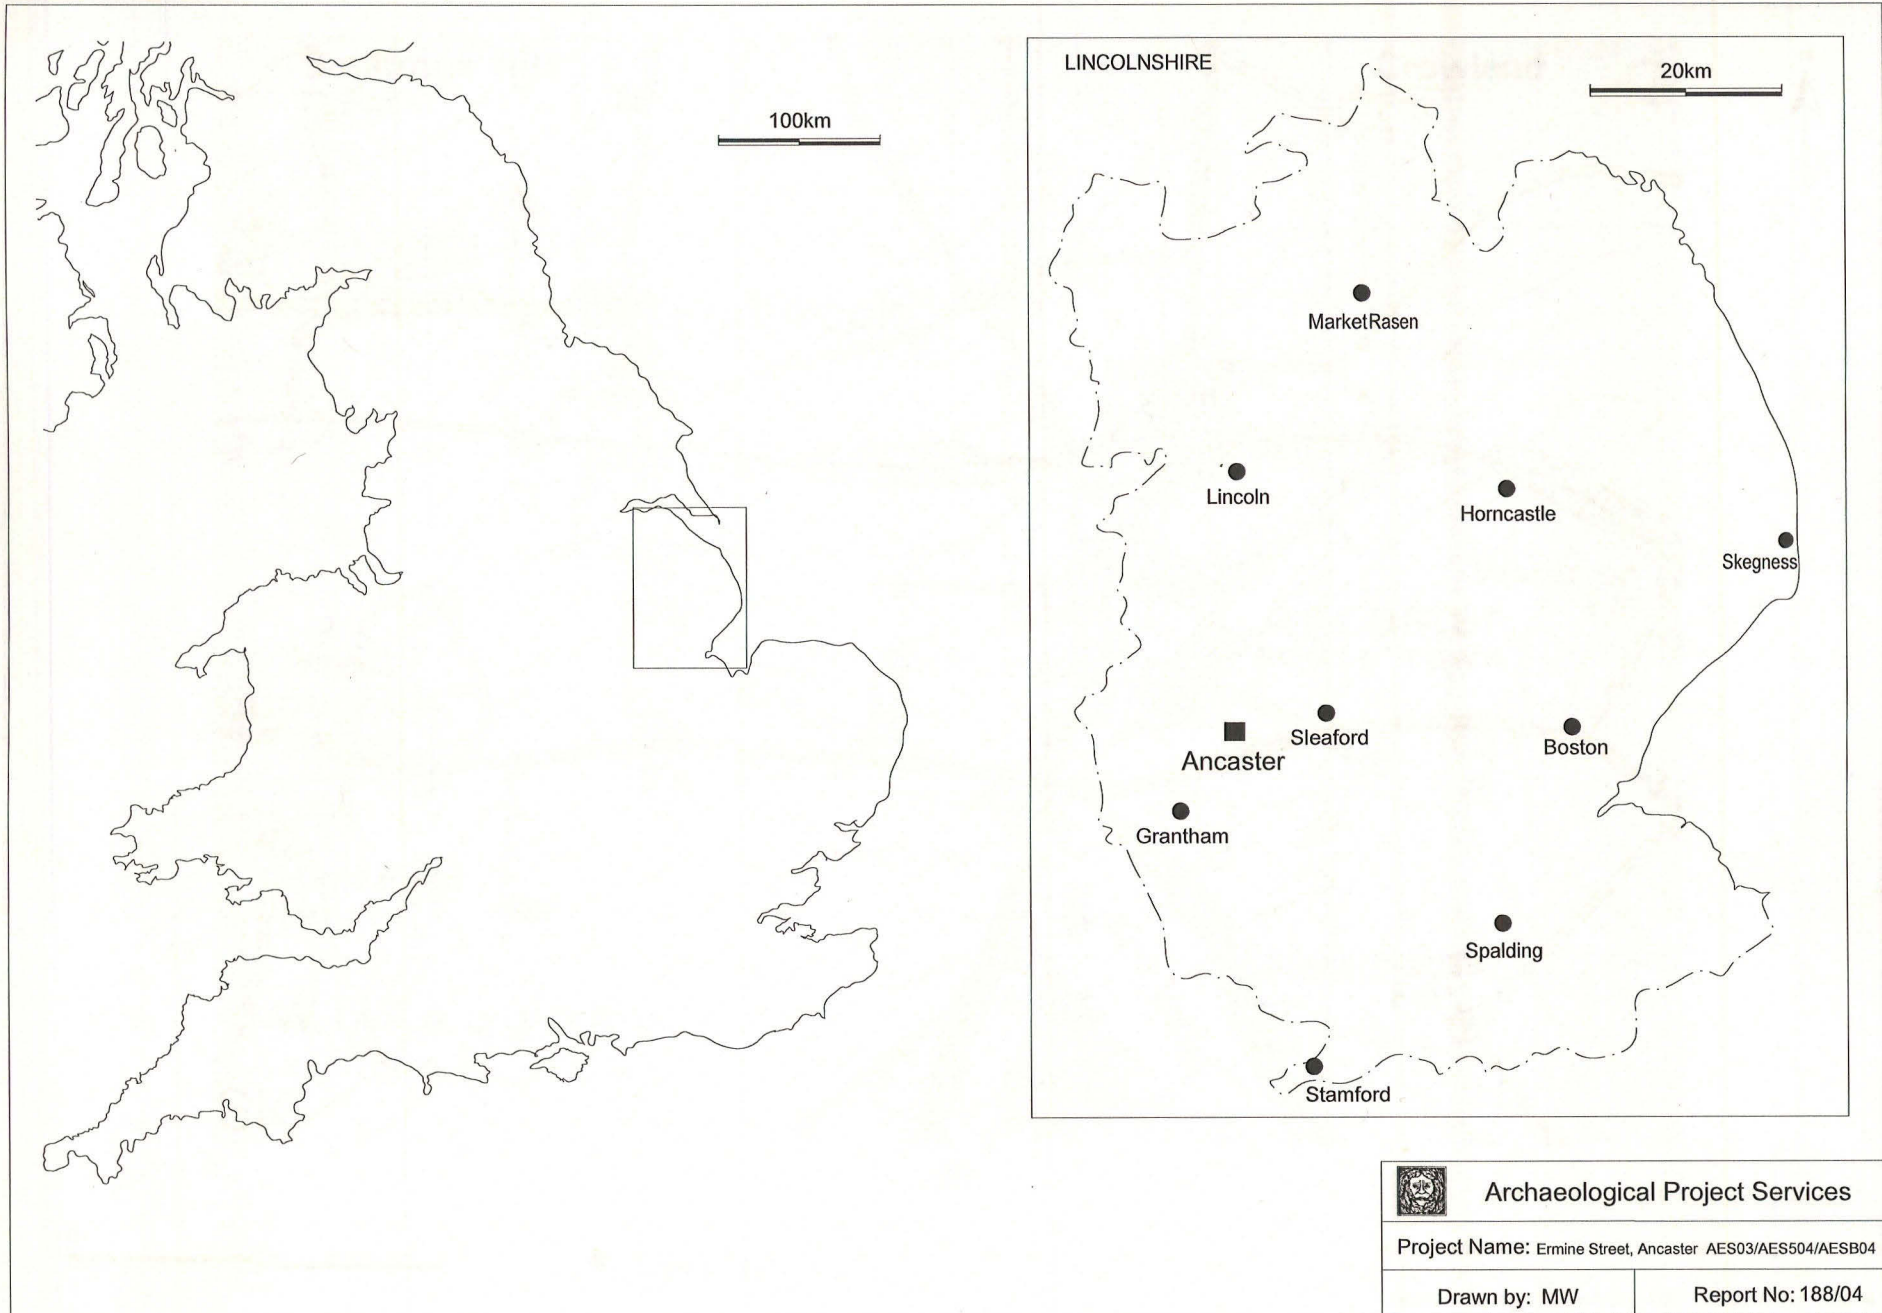 100km
LINCOLNSHIRE
20km
MarketRasen
Lincoln
Horncastle
Skegness
Sleaford
Boston
Ancaster
Grantham
Spalding
Stamford
Archaeological Project Services
Project Name: Ermine Street, Ancaster AES03/AES504/AESB04
Drawn by: MW
Report No: 188/04